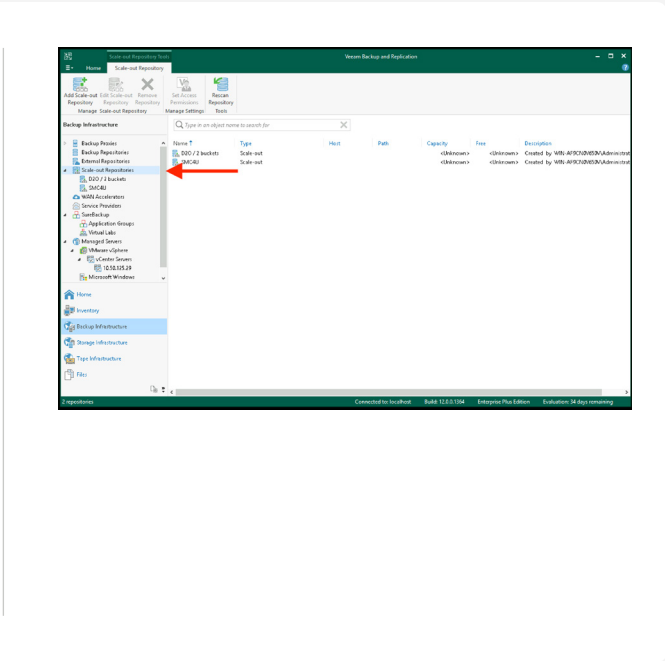 Scale-out Repository Tools
Veeam Backup and Replication
Home Scale-out Repository
Add Scale-out Edit Scale-out Remove Set Access Rescan
Repository Repository Repository Permissions Repository
Manage Scale-out Repository Manage Settings Tools
Backup Infrastructure
Type in an object name to search for
Backup Proxies
Backup Repositories
External Repositories
Scale-out Repositories
D2O / 2 buckets
SMC4U
WAN Accelerators
Service Providers
SureBackup
Application Groups
Virtual Labs
Managed Servers
VMware vSphere
vCenter Servers
10.50.135.29
Microsoft Windows
Name Type Host Path Capacity Free Description
D2O / 2 buckets Scale-out <Unknown> <Unknown> Created by
SMC4U Scale-out <Unknown> <Unknown> Created by
Home
Inventory
Backup Infrastructure
Storage Infrastructure
Tape Infrastructure
Files
2 repositories
Connected to: localhost Build: 12.0.0.1364 Enterprise Plus Edition Evaluation: 34 days remaining